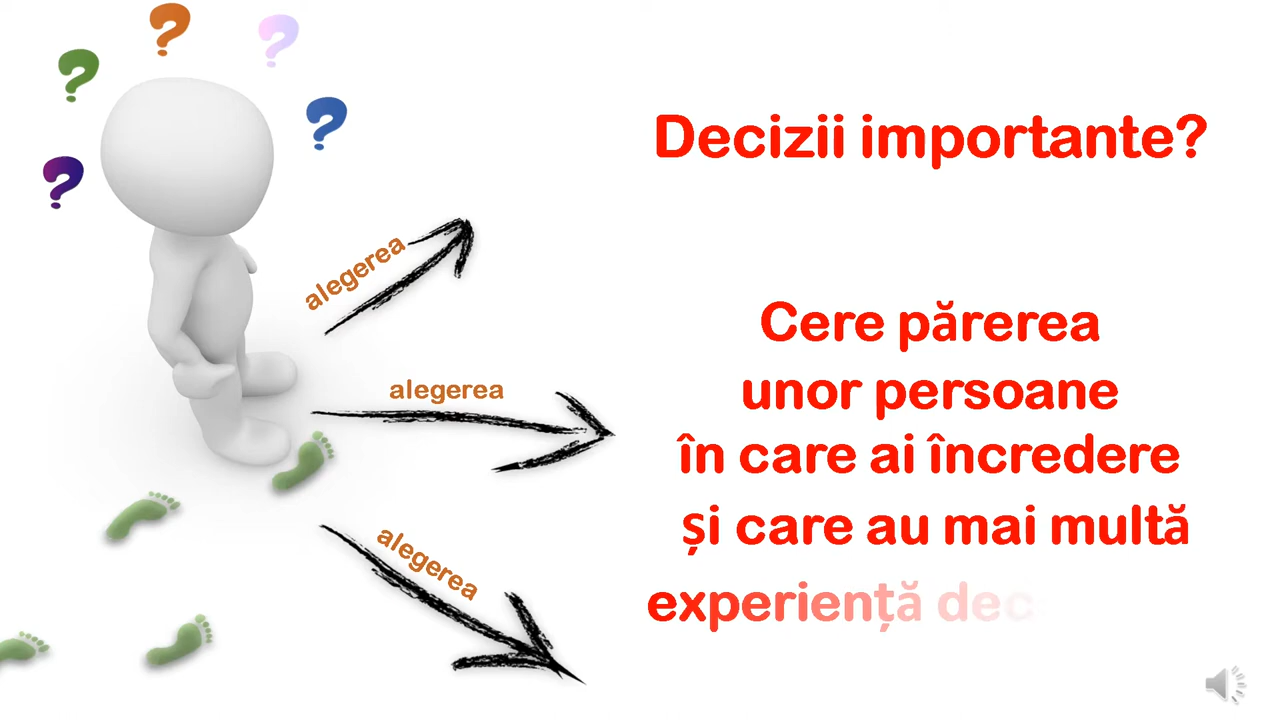 Decizii importante?
alegerea
alegerea
alegerea
Cere părerea
unor persoane
în care ai încredere
și care au mai multă
experiență